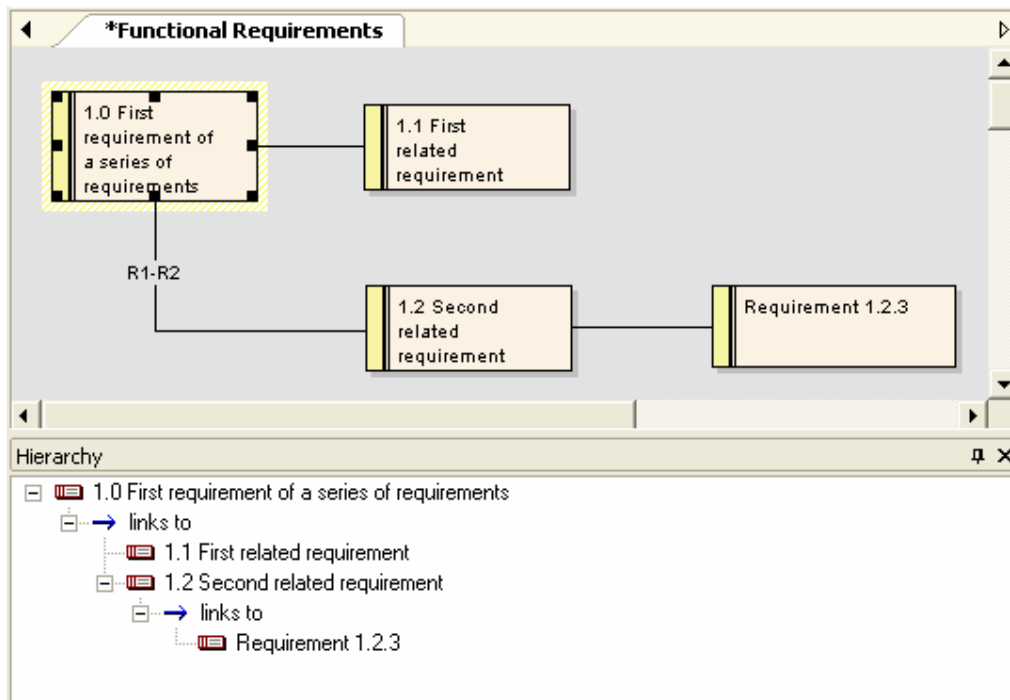 *Functional Requirements
1.0 First
requirement of
a series of
requirements
1.1 First
related
requirement
R1-R2
1.2 Second
related
requirement
Requirement 1.2.3
Hierarchy
1.0 First requirement of a series of requirements
links to
1.1 First related requirement
1.2 Second related requirement
links to
Requirement 1.2.3